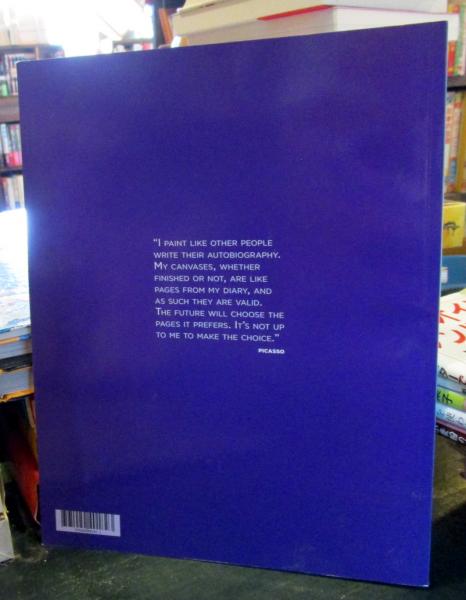 “I PAINT LIKE OTHER PEOPLE
WRITE THEIR AUTOBIOGRAPHY.
MY CANVASES, WHETHER
FINISHED OR NOT, ARE LIKE
PAGES FROM MY DIARY, AND
AS SUCH THEY ARE VALID.
THE FUTURE WILL CHOOSE THE
PAGES IT PREFERS. IT’S NOT UP
TO ME TO MAKE THE CHOICE.”
PICASSO